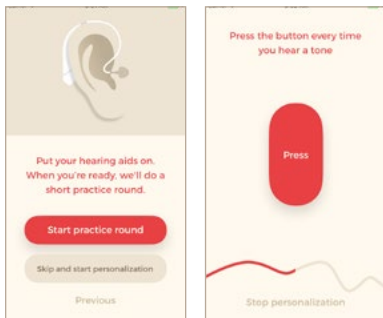 Put your hearing aids on.
When you're ready, we'll do a
short practice round.
Start practice round
Skip and start personalization
Previous
Press the button every time
you hear a tone
Press
Stop personalization